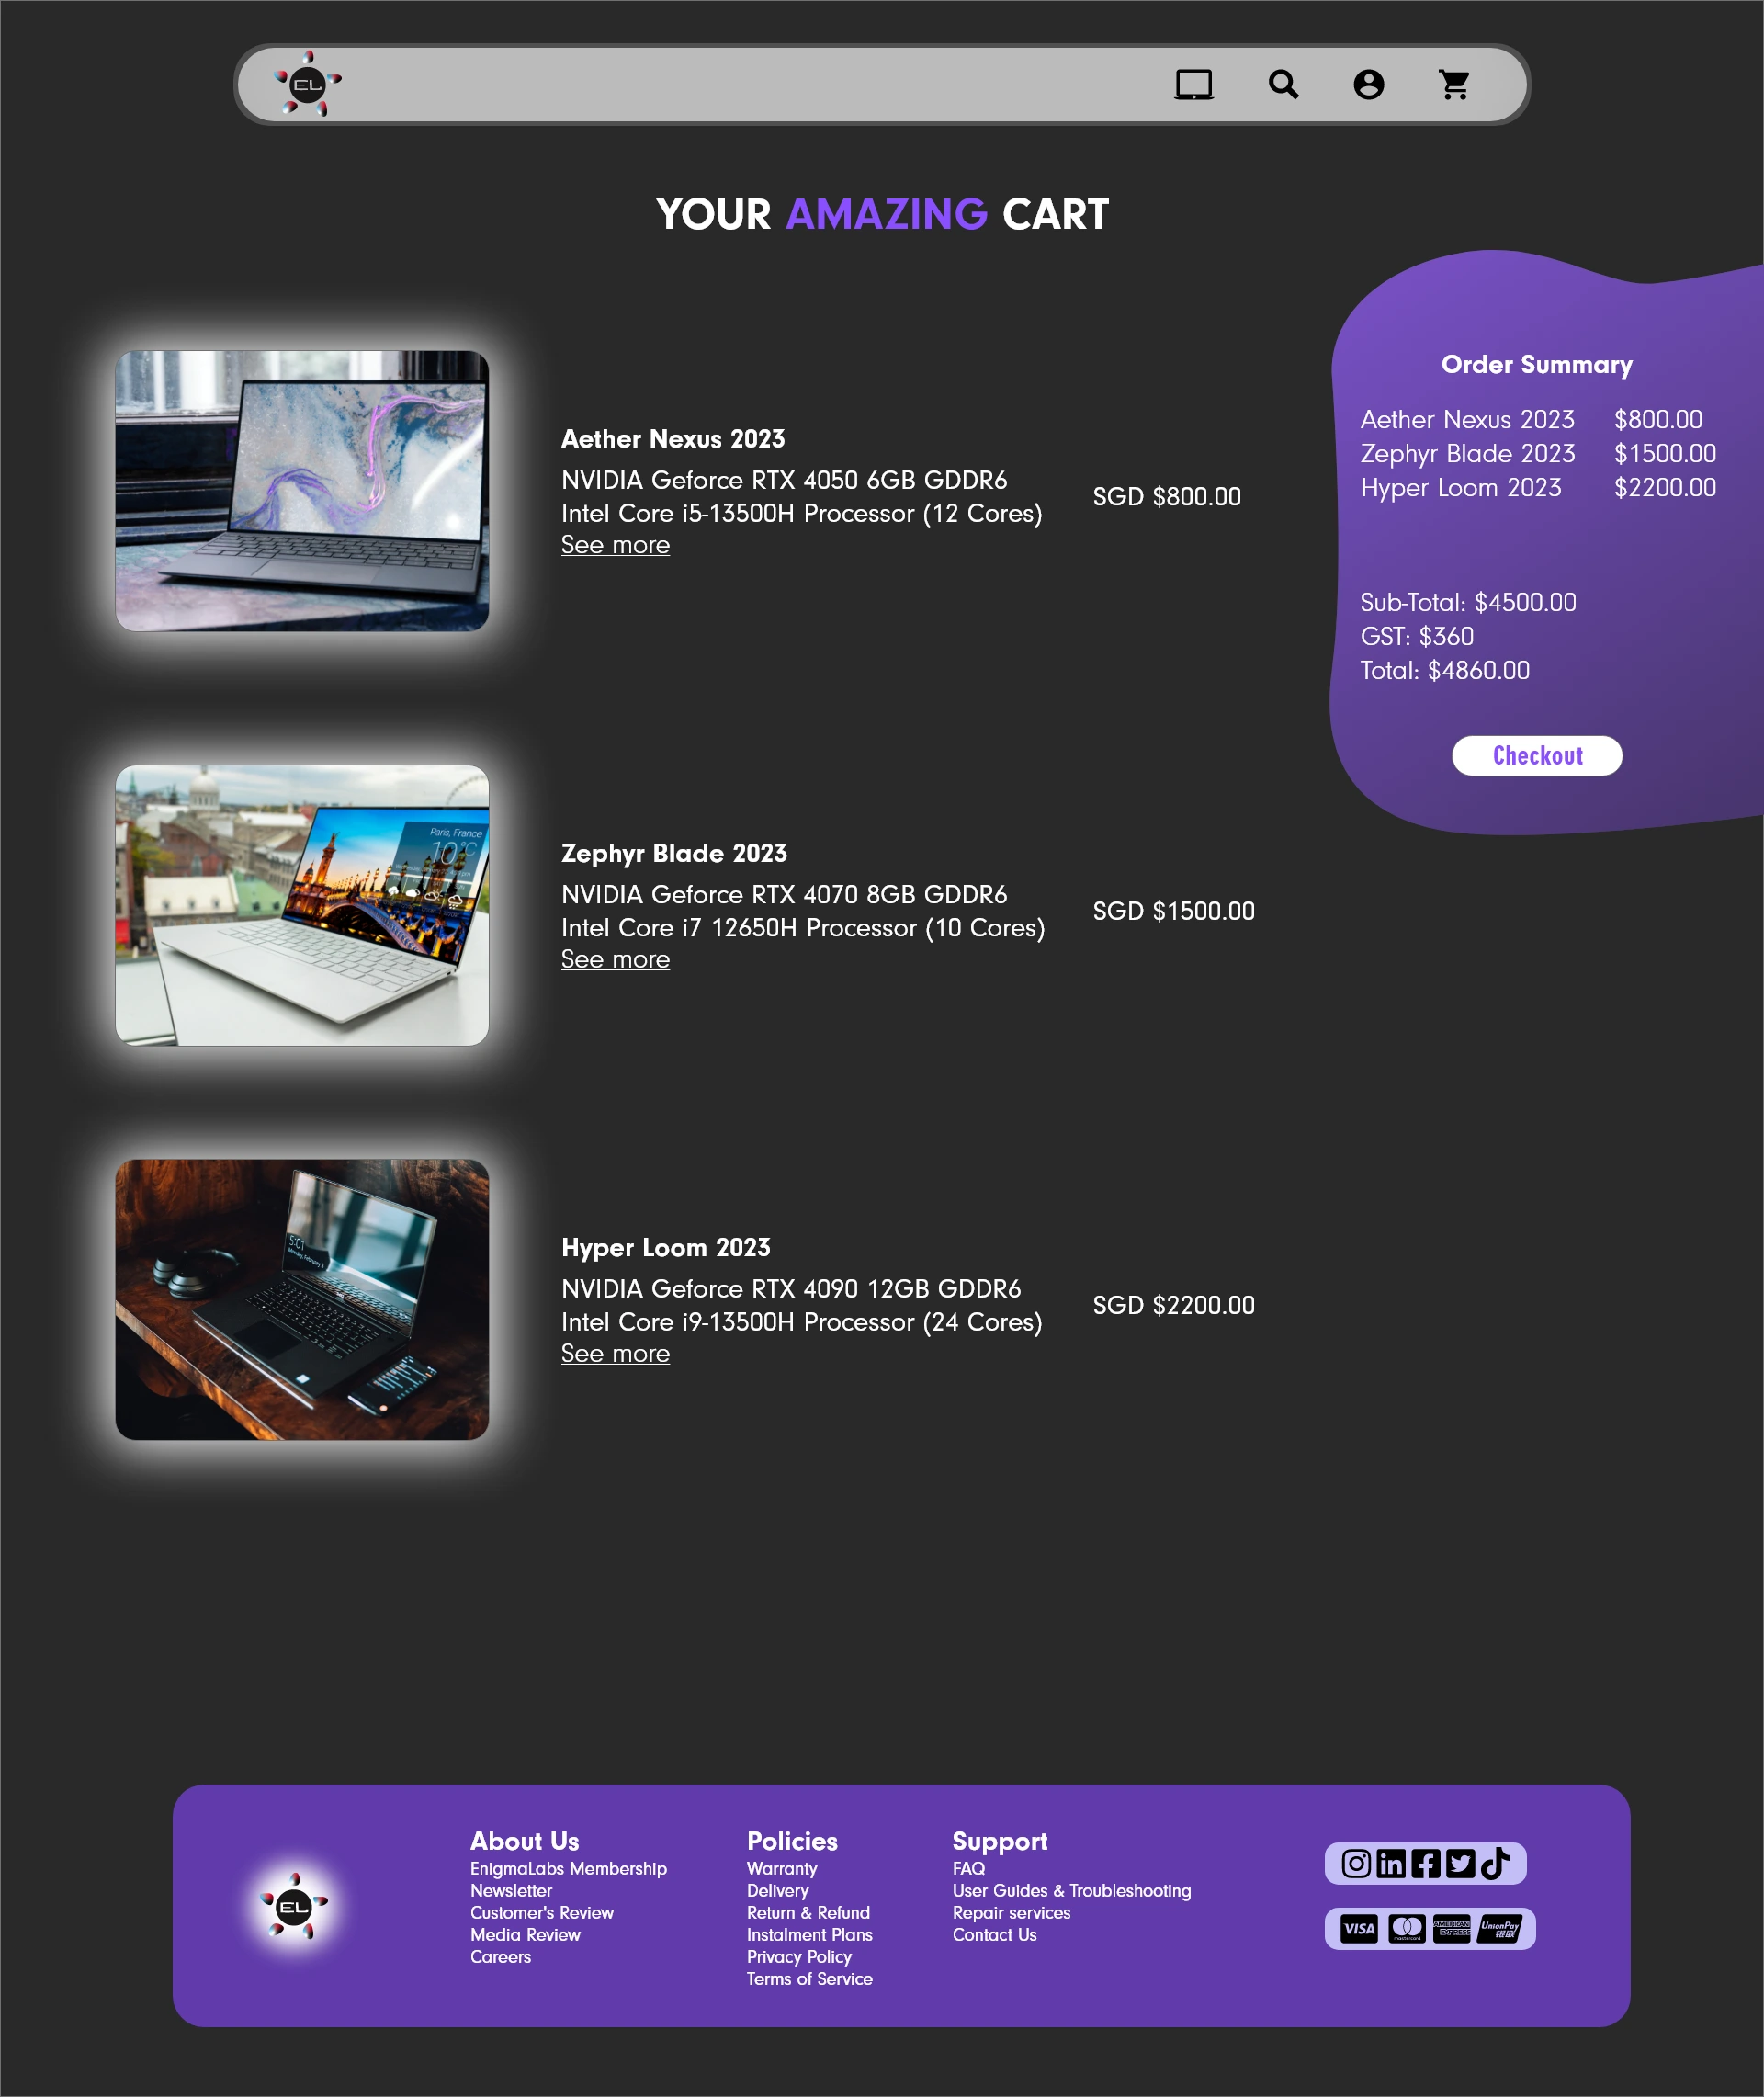 EL
YOUR AMAZING CART
Aether Nexus 2023
NVIDIA Geforce RTX 4050 6GB GDDR6
Intel Core i5-13500H Processor (12 Cores)
See more
SGD $800.00
Order Summary
Aether Nexus 2023 $800.00
Zephyr Blade 2023 $1500.00
Hyper Loom 2023 $2200.00
Sub-Total: $4500.00
GST: $360
Total: $4860.00
Checkout
Paris, France
10°C
Zephyr Blade 2023
NVIDIA Geforce RTX 4070 8GB GDDR6
Intel Core i7 12650H Processor (10 Cores)
See more
SGD $1500.00
5:01
Monday, February 3
Hyper Loom 2023
NVIDIA Geforce RTX 4090 12GB GDDR6
Intel Core i9-13500H Processor (24 Cores)
See more
SGD $2200.00
EL
About Us
EnigmaLabs Membership
Newsletter
Customer's Review
Media Review
Careers
Policies
Warranty
Delivery
Return & Refund
Instalment Plans
Privacy Policy
Terms of Service
Support
FAQ
User Guides & Troubleshooting
Repair services
Contact Us
in
VISA
mastercard
AMERICAN EXPRESS
UnionPay
银联